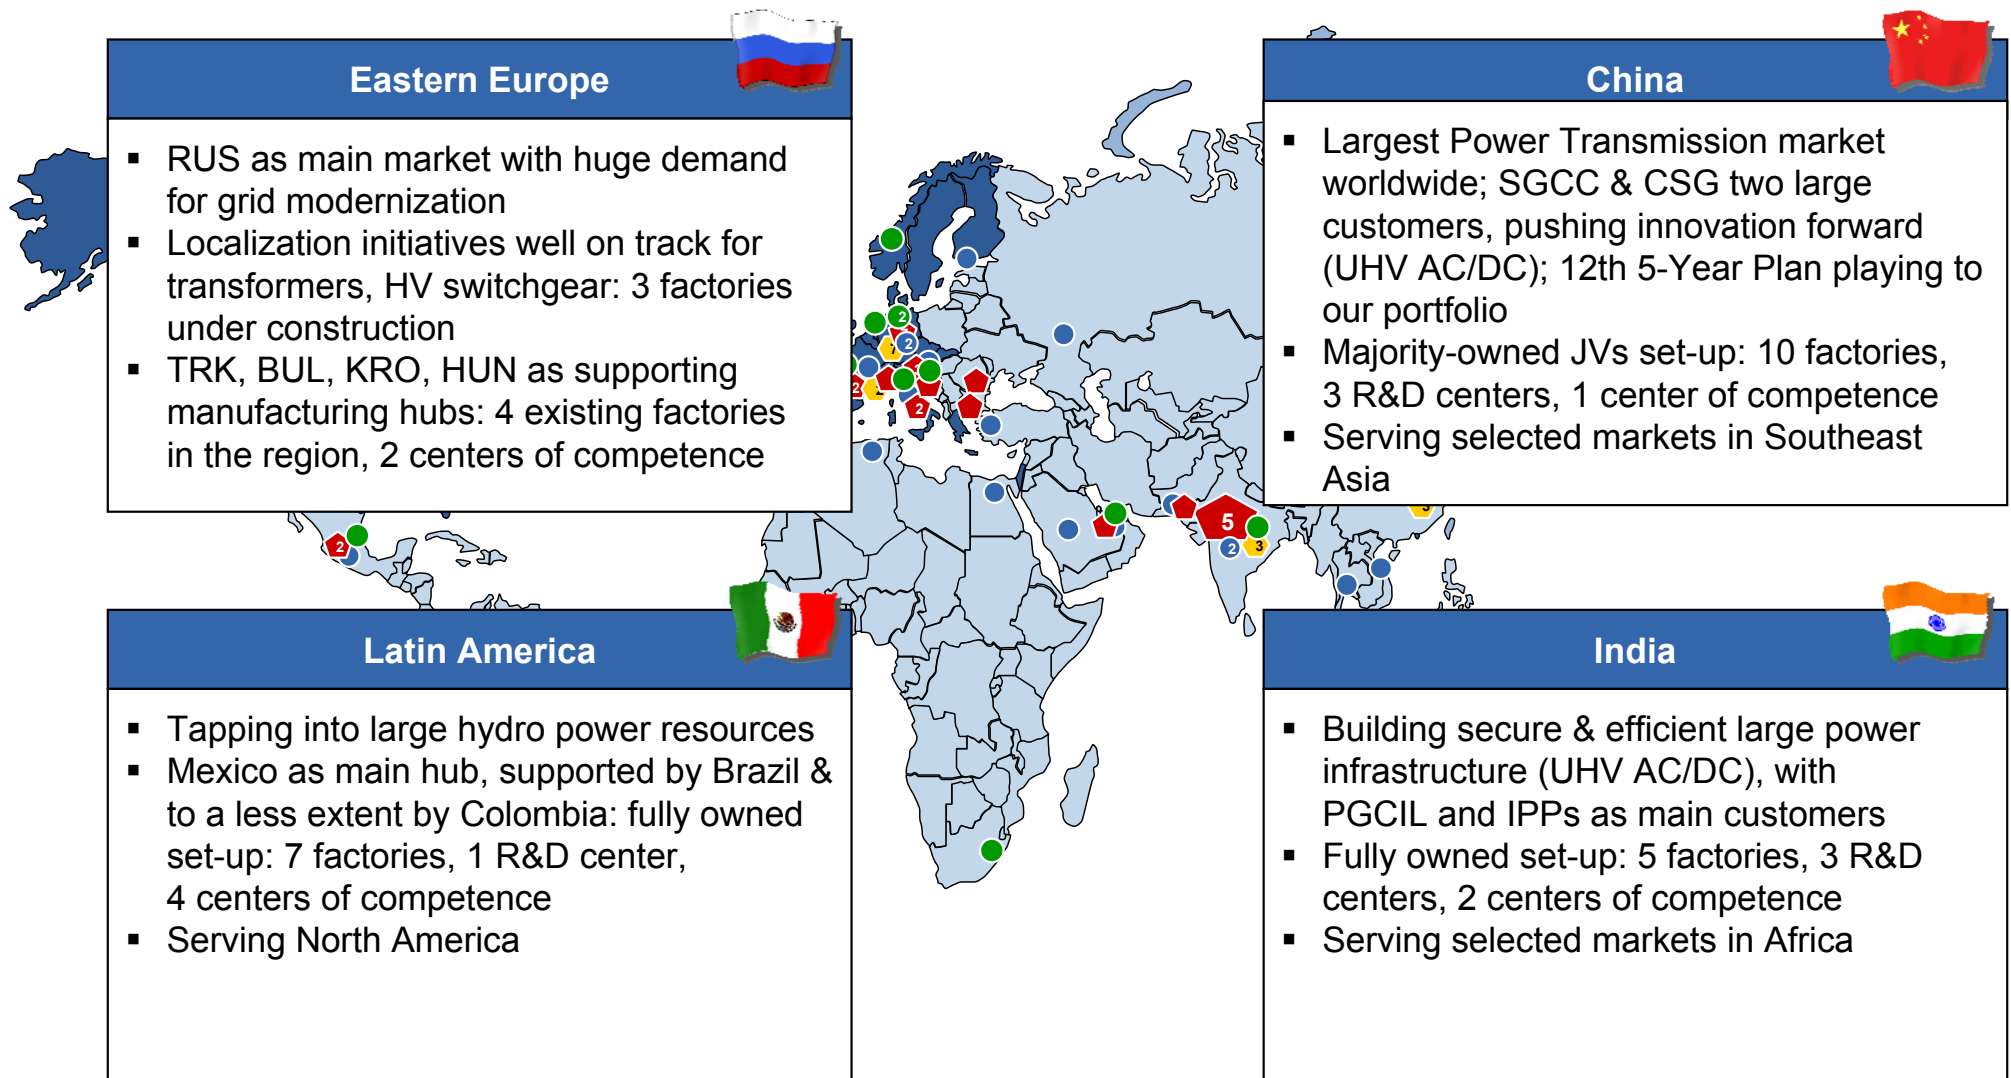 Eastern Europe
▪ RUS as main market with huge demand
for grid modernization
▪ Localization initiatives well on track for
transformers, HV switchgear: 3 factories
under construction
▪ TRK, BUL, KRO, HUN as supporting
manufacturing hubs: 4 existing factories
in the region, 2 centers of competence
China
▪ Largest Power Transmission market
worldwide; SGCC & CSG two large
customers, pushing innovation forward
(UHV AC/DC); 12th 5-Year Plan playing to
our portfolio
▪ Majority-owned JVs set-up: 10 factories,
3 R&D centers, 1 center of competence
▪ Serving selected markets in Southeast
Asia
2
2
2
2
5
2
3
2
Latin America
▪ Tapping into large hydro power resources
▪ Mexico as main hub, supported by Brazil &
to a less extent by Colombia: fully owned
set-up: 7 factories, 1 R&D center,
4 centers of competence
▪ Serving North America
India
▪ Building secure & efficient large power
infrastructure (UHV AC/DC), with
PGCIL and IPPs as main customers
▪ Fully owned set-up: 5 factories, 3 R&D
centers, 2 centers of competence
▪ Serving selected markets in Africa